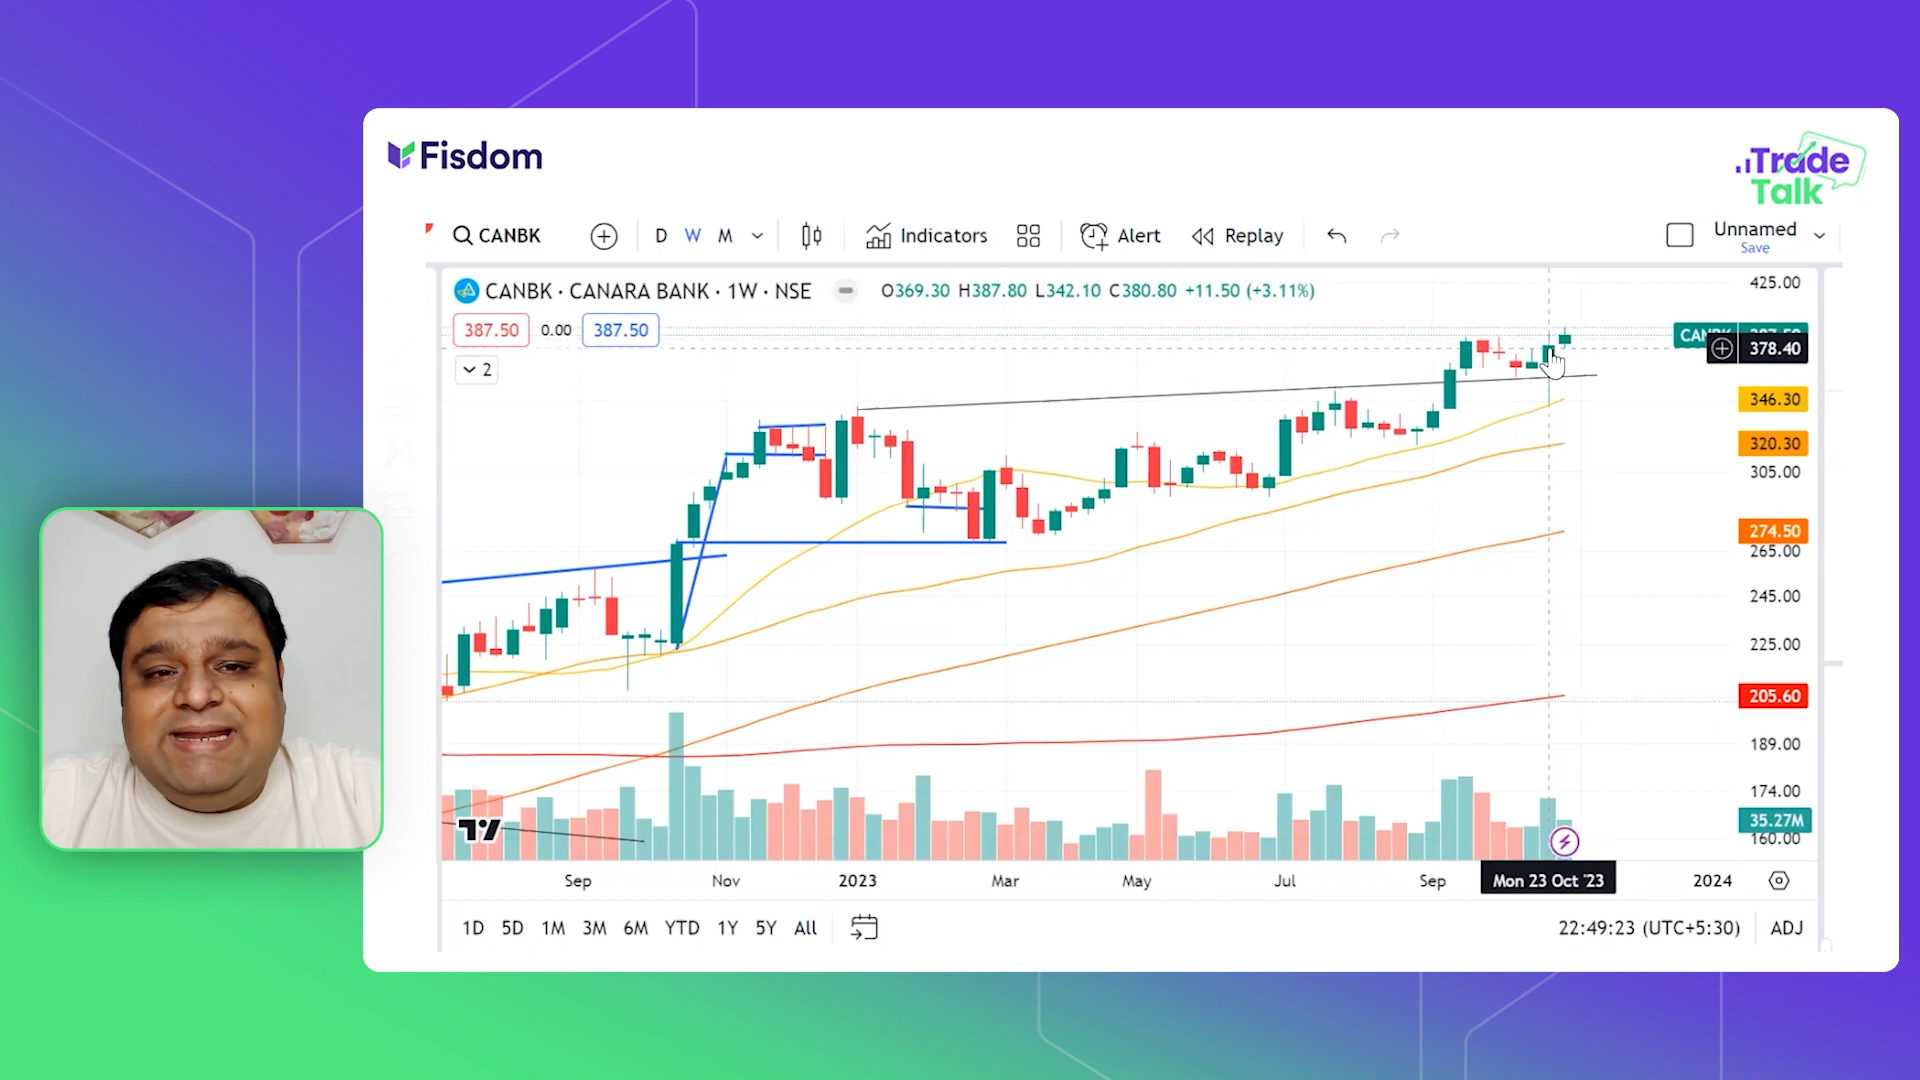 Fisdom
Trade
Talk
CANBK
D W M
Indicators
Alert
Replay
Unnamed
Save
CANBK · CANARA BANK · 1W · NSE
O369.30 H387.80 L342.10 C380.80 +11.50 (+3.11%)
387.50 0.00 387.50
2
425.00
378.40
346.30
320.30
305.00
274.50
265.00
245.00
225.00
205.60
189.00
174.00
35.27M
160.00
Sep Nov 2023 Mar May Jul Sep Mon 23 Oct '23 2024
1D 5D 1M 3M 6M YTD 1Y 5Y All
22:49:23 (UTC+5:30) ADJ